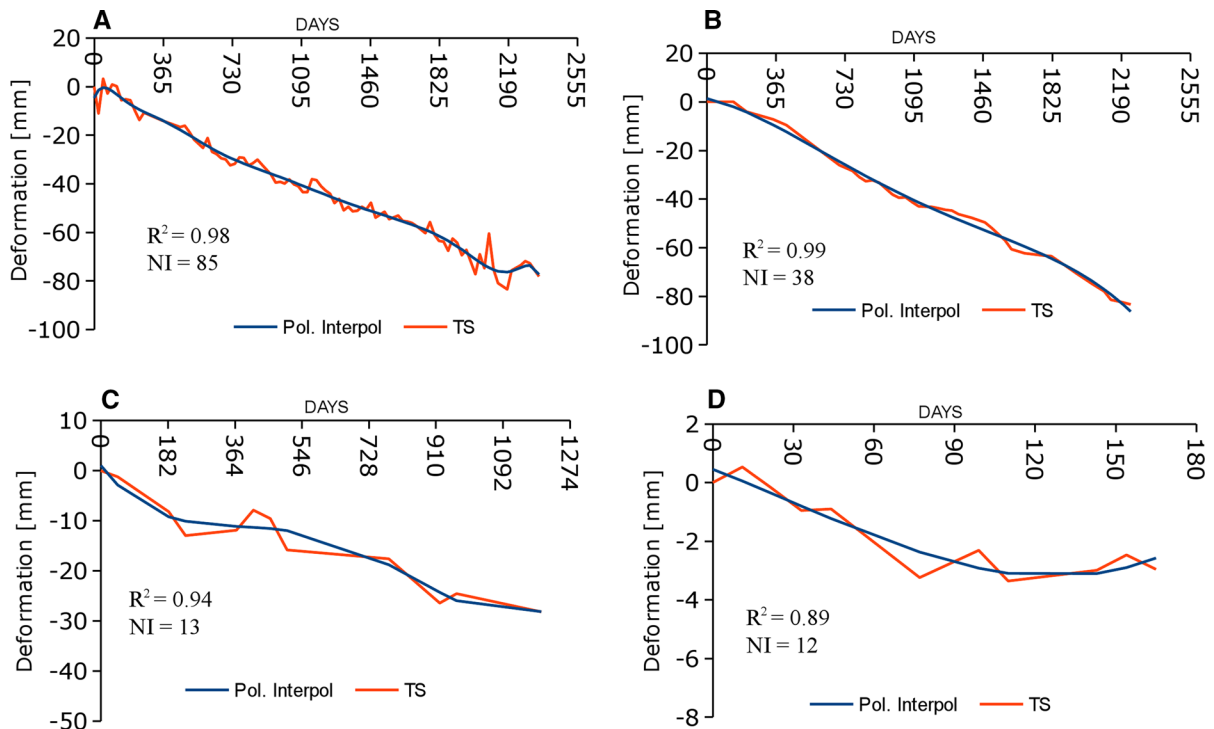 A
DAYS
20
0
-20
-40
-60
-80
-100
0
365
730
1095
1460
1825
2190
2555
Deformation [mm]
R² = 0.98
NI = 85
Pol. Interpol
TS
B
DAYS
20
0
-20
-40
-60
-80
-100
0
365
730
1095
1460
1825
2190
2555
Deformation [mm]
R² = 0.99
NI = 38
Pol. Interpol
TS
C
DAYS
10
0
-10
-20
-30
-40
-50
0
182
364
546
728
910
1092
1274
Deformation [mm]
R² = 0.94
NI = 13
Pol. Interpol
TS
D
DAYS
2
0
-2
-4
-6
-8
0
30
60
90
120
150
180
Deformation [mm]
R² = 0.89
NI = 12
Pol. Interpol
TS